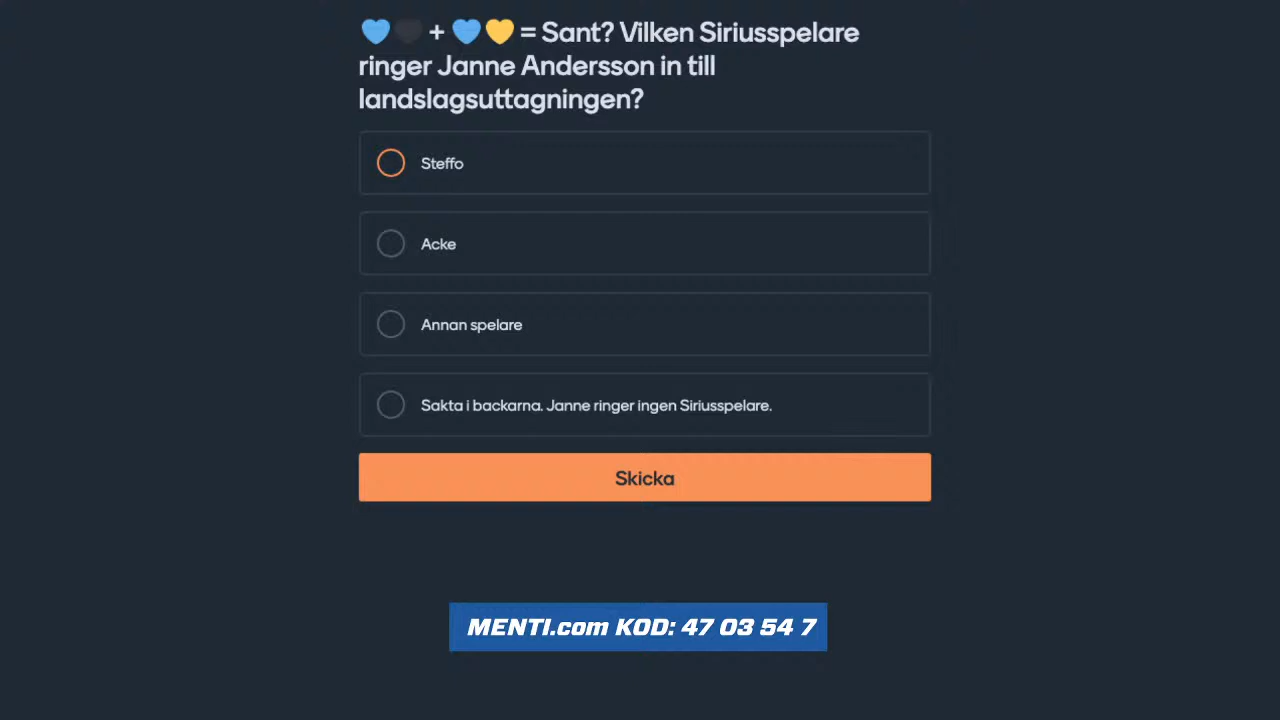 💙🖤 + 💙💛 = Sant? Vilken Siriusspelare
ringer Janne Andersson in till
landslagsuttagningen?
Steffo
Acke
Annan spelare
Sakta i backarna. Janne ringer ingen Siriusspelare.
Skicka
MENTI.com KOD: 47 03 54 7